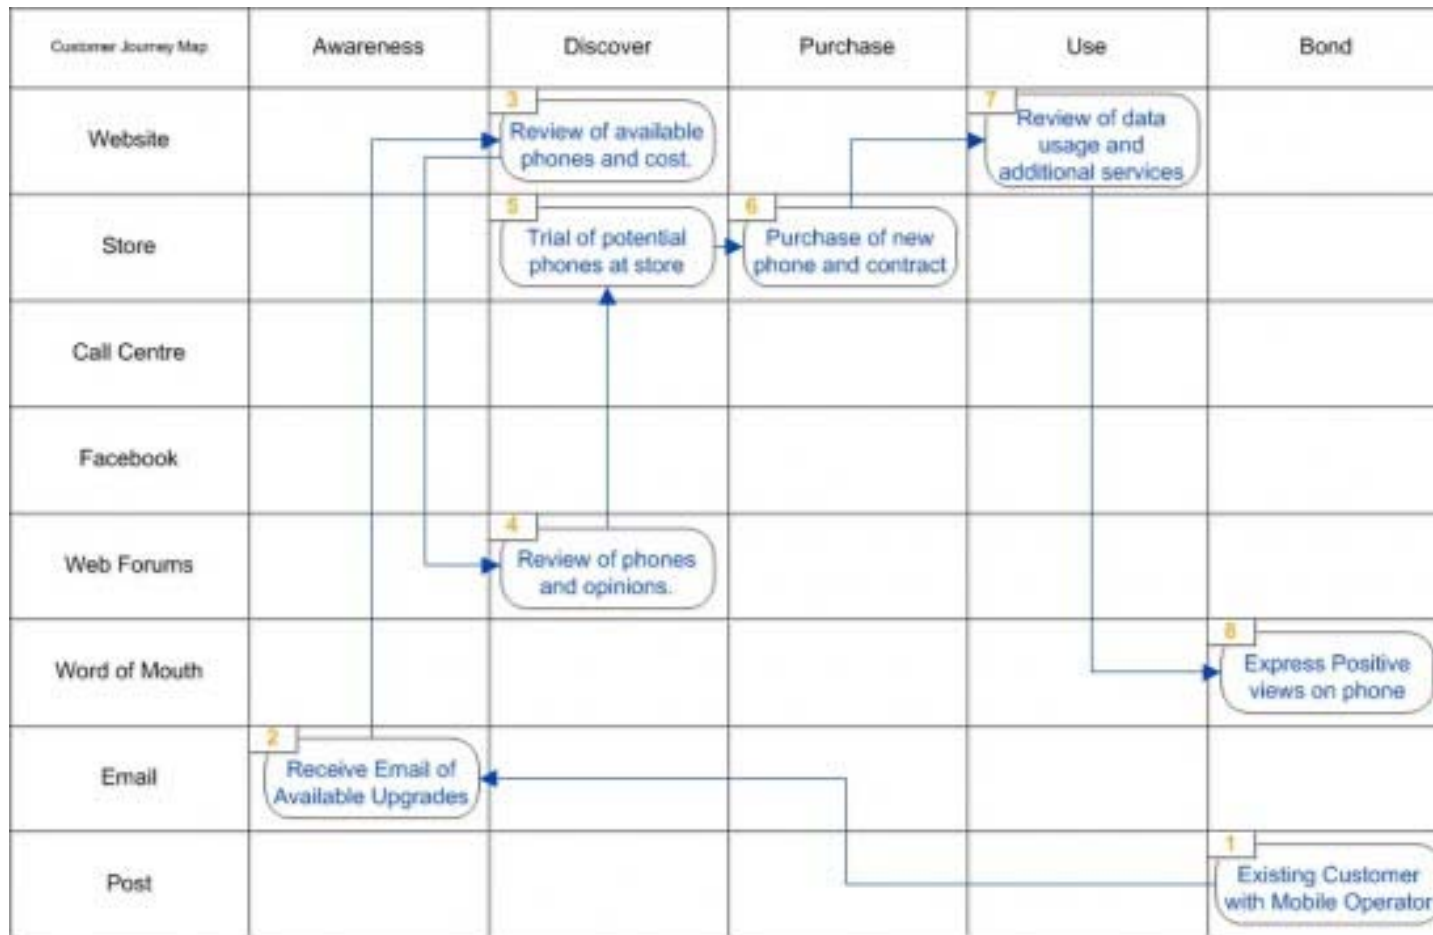 Customer Journey Map
Awareness
Discover
Purchase
Use
Bond
Website
3
Review of available
phones and cost.
7
Review of data
usage and
additional services
Store
5
Trial of potential
phones at store
6
Purchase of new
phone and contract
Call Centre
Facebook
Web Forums
4
Review of phones
and opinions.
Word of Mouth
8
Express Positive
views on phone
Email
2
Receive Email of
Available Upgrades
Post
1
Existing Customer
with Mobile Operator